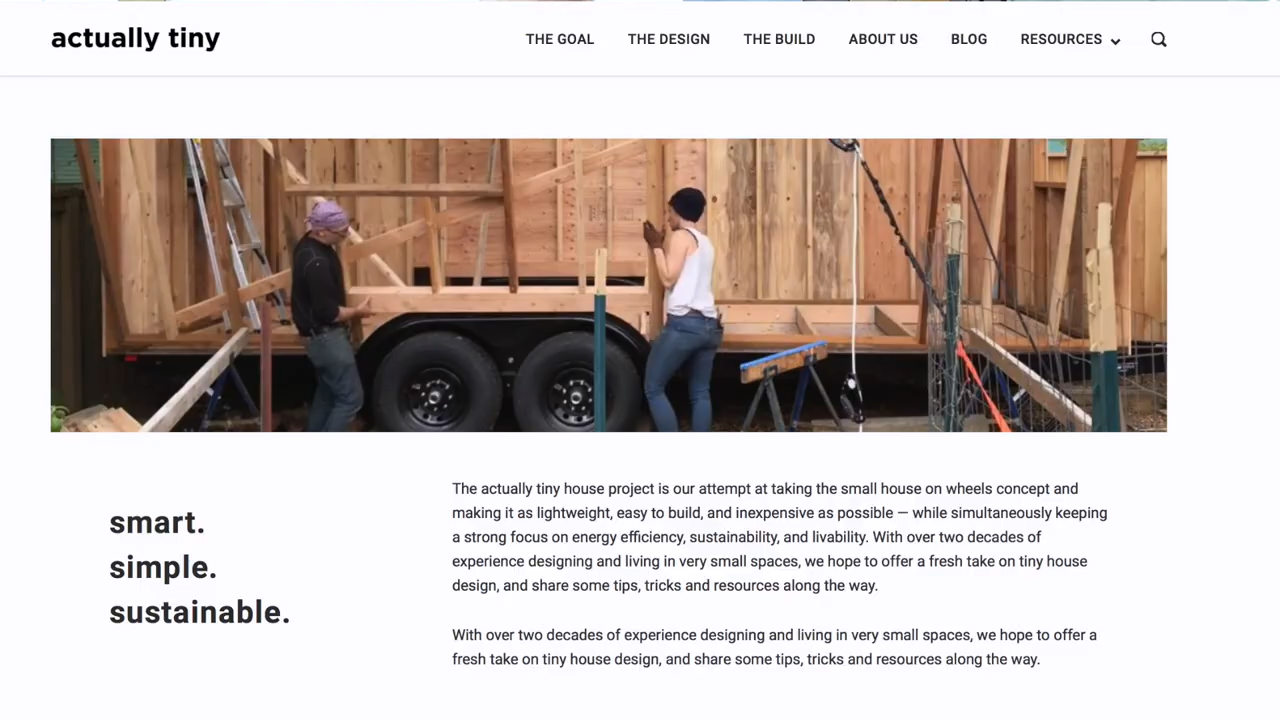 actually tiny
THE GOAL THE DESIGN THE BUILD ABOUT US BLOG RESOURCES
smart.
simple.
sustainable.
The actually tiny house project is our attempt at taking the small house on wheels concept and
making it as lightweight, easy to build, and inexpensive as possible — while simultaneously keeping
a strong focus on energy efficiency, sustainability, and livability. With over two decades of
experience designing and living in very small spaces, we hope to offer a fresh take on tiny house
design, and share some tips, tricks and resources along the way.
With over two decades of experience designing and living in very small spaces, we hope to offer a
fresh take on tiny house design, and share some tips, tricks and resources along the way.